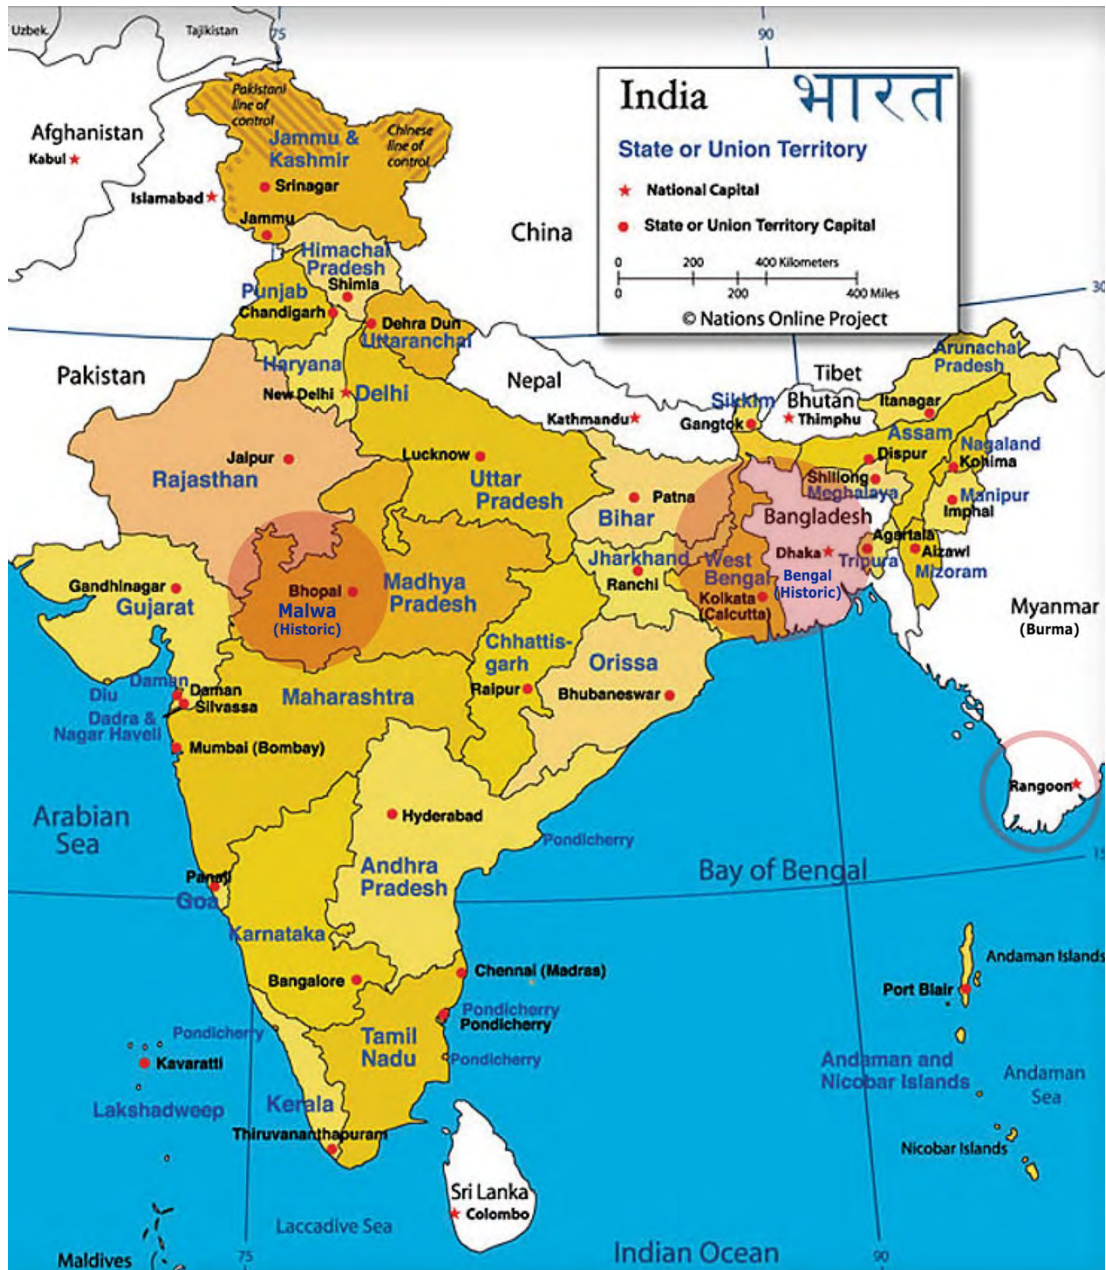 Uzbek.
Tajikistan
75
90
India भारत
State or Union Territory
National Capital
State or Union Territory Capital
0 200 400 Kilometers
0 200 400 Miles
© Nations Online Project
Afghanistan
Kabul
Islamabad
Pakistani
line of
control
Chinese
line of
control
Jammu &
Kashmir
Srinagar
Jammu
China
Himachal
Pradesh
Shimla
Punjab
Chandigarh
30
Dehra Dun
Uttaranchal
Haryana
Pakistan
New Delhi
Delhi
Nepal
Kathmandu
Tibet
Bhutan
Thimphu
Sikkim
Gangtok
Arunachal
Pradesh
Itanagar
Assam
Dispur
Nagaland
Kohima
Shillong
Meghalaya
Manipur
Imphal
Rajasthan
Jaipur
Lucknow
Uttar
Pradesh
Patna
Bihar
Bangladesh
Dhaka
Bengal
(Historic)
Agartala
Tripura
Aizawl
Mizoram
Jharkhand
Ranchi
West
Bengal
Kolkata
(Calcutta)
Gandhinagar
Gujarat
Bhopal
Malwa
(Historic)
Madhya
Pradesh
Chhattis-
garh
Raipur
Orissa
Bhubaneswar
Myanmar
(Burma)
Daman
Diu
Daman
Silvassa
Dadra &
Nagar Haveli
Maharashtra
Mumbai (Bombay)
Rangoon
Arabian
Sea
Hyderabad
Andhra
Pradesh
Pondicherry
Bay of Bengal
15
Panaji
Goa
Karnataka
Bangalore
Chennai (Madras)
Andaman Islands
Port Blair
Pondicherry
Pondicherry
Pondicherry
Tamil
Nadu
Pondicherry
Kavaratti
Lakshadweep
Kerala
Thiruvananthapuram
Andaman and
Nicobar Islands
Andaman
Sea
Nicobar Islands
Sri Lanka
Colombo
Laccadive Sea
Maldives
75
Indian Ocean
90